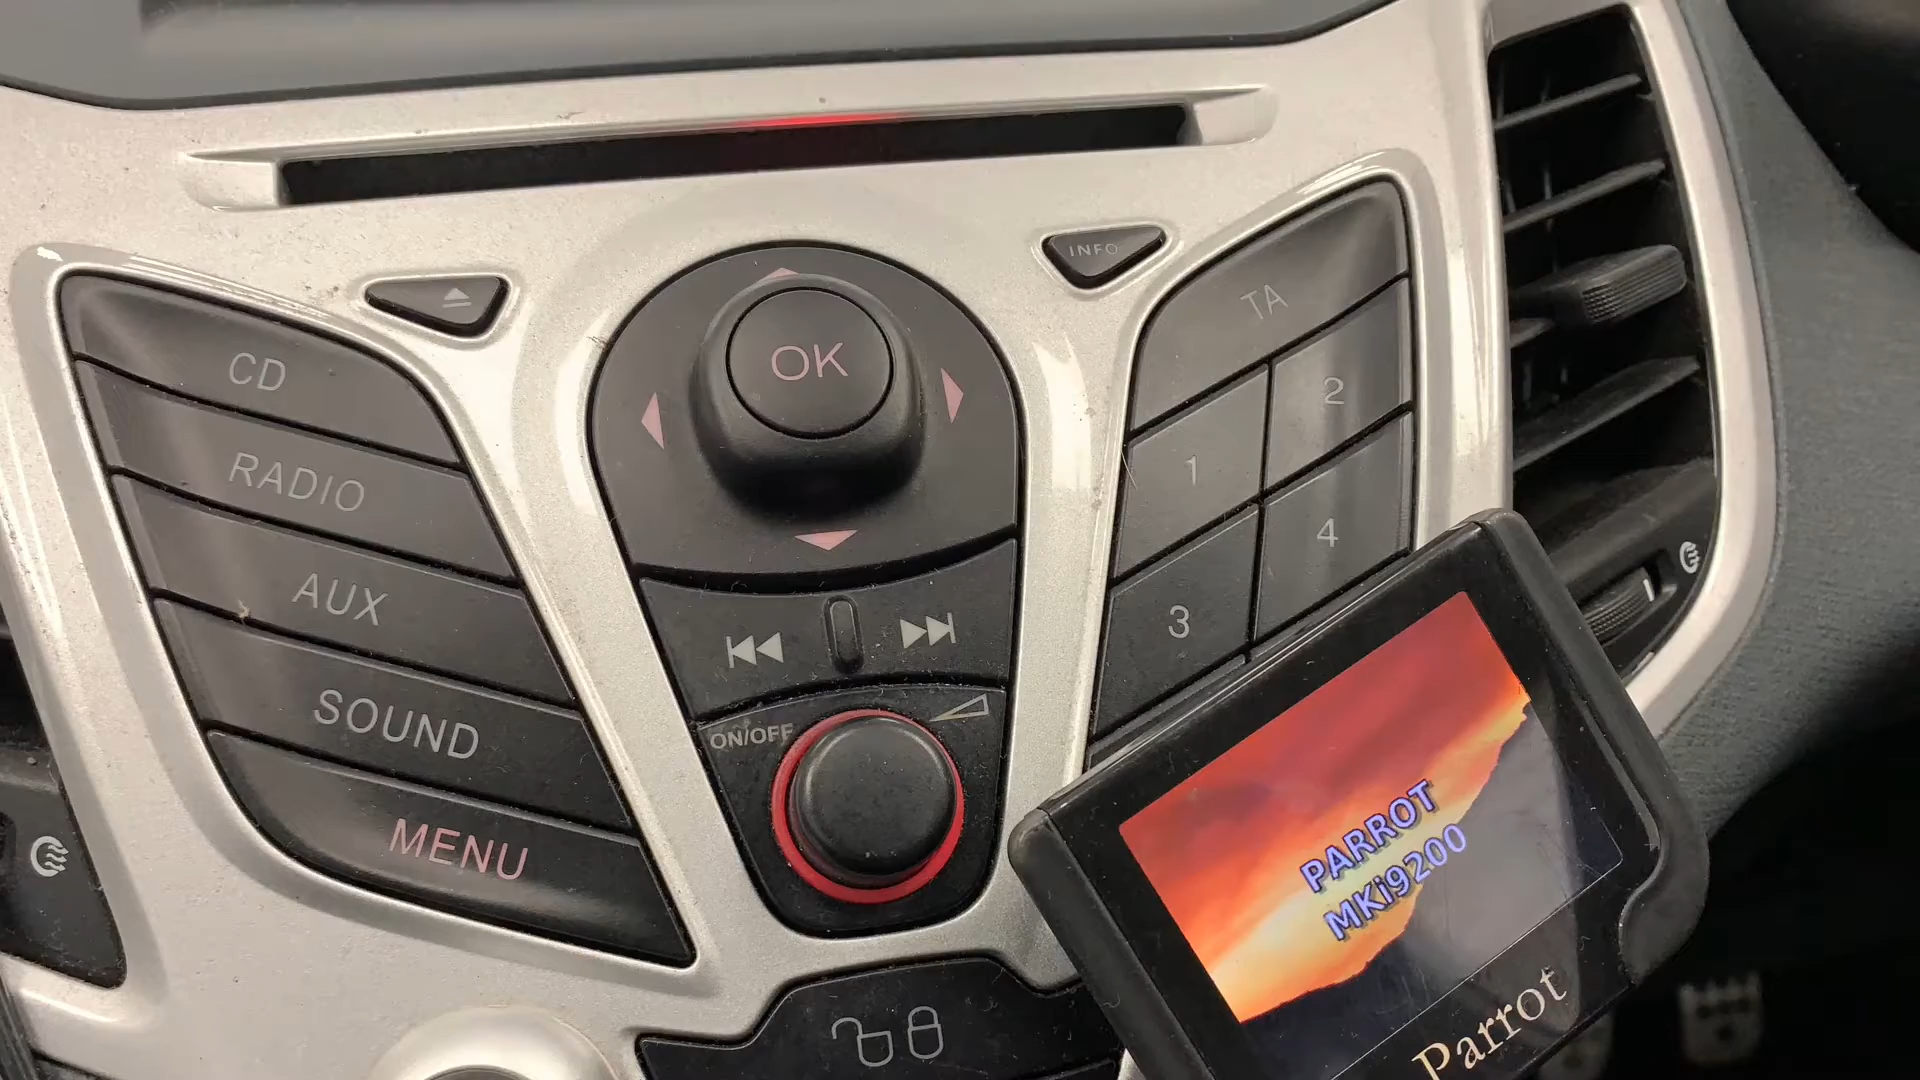 INFO
TA
CD
OK
2
RADIO
1
AUX
4
3
SOUND
ON/OFF
MENU
PARROT
MKi9200
Parrot